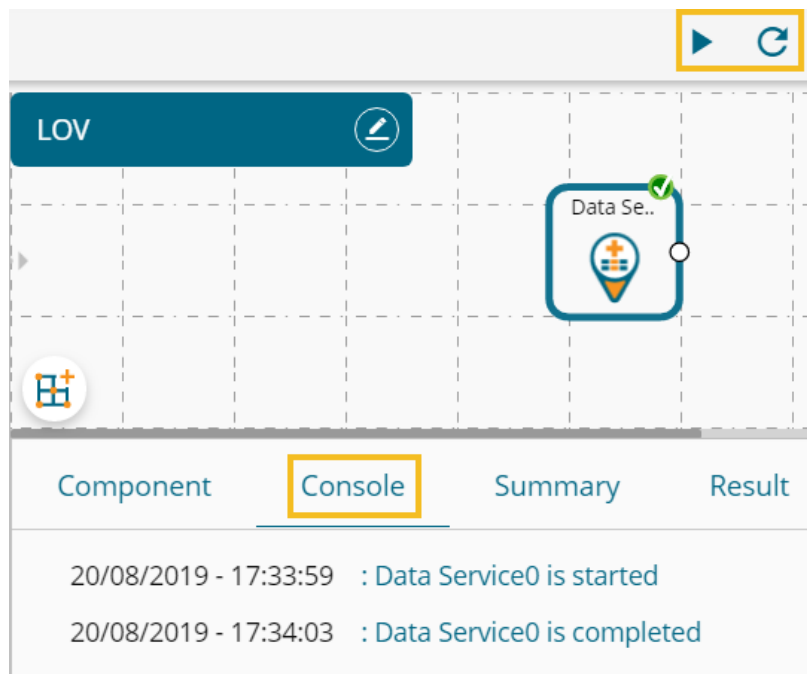 LOV
Data Se..
Component Console Summary Result
20/08/2019 - 17:33:59 : Data Service0 is started
20/08/2019 - 17:34:03 : Data Service0 is completed